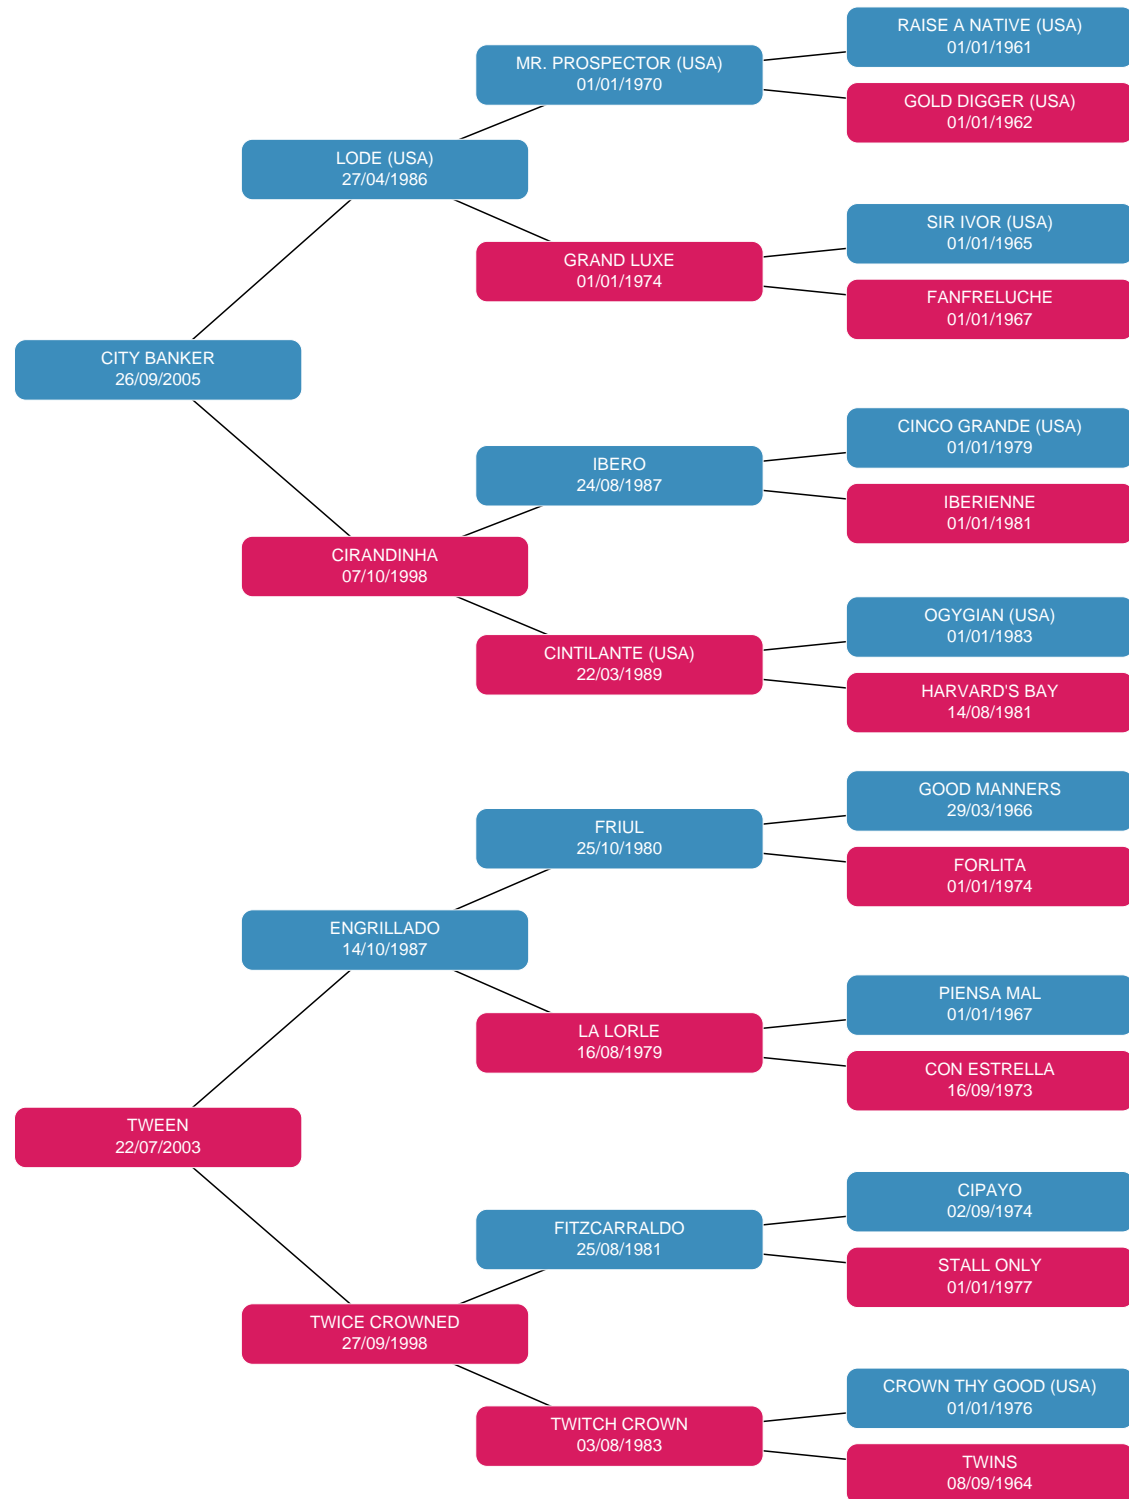 RAISE A NATIVE (USA)
01/01/1961
MR. PROSPECTOR (USA)
01/01/1970
GOLD DIGGER (USA)
01/01/1962
LODE (USA)
27/04/1986
SIR IVOR (USA)
01/01/1965
GRAND LUXE
01/01/1974
FANFRELUCHE
01/01/1967
CITY BANKER
26/09/2005
CINCO GRANDE (USA)
01/01/1979
IBERO
24/08/1987
IBERIENNE
01/01/1981
CIRANDINHA
07/10/1998
OGYGIAN (USA)
01/01/1983
CINTILANTE (USA)
22/03/1989
HARVARD'S BAY
14/08/1981
GOOD MANNERS
29/03/1966
FRIUL
25/10/1980
FORLITA
01/01/1974
ENGRILLADO
14/10/1987
PIENSA MAL
01/01/1967
LA LORLE
16/08/1979
CON ESTRELLA
16/09/1973
TWEEN
22/07/2003
CIPAYO
02/09/1974
FITZCARRALDO
25/08/1981
STALL ONLY
01/01/1977
TWICE CROWNED
27/09/1998
CROWN THY GOOD (USA)
01/01/1976
TWITCH CROWN
03/08/1983
TWINS
08/09/1964